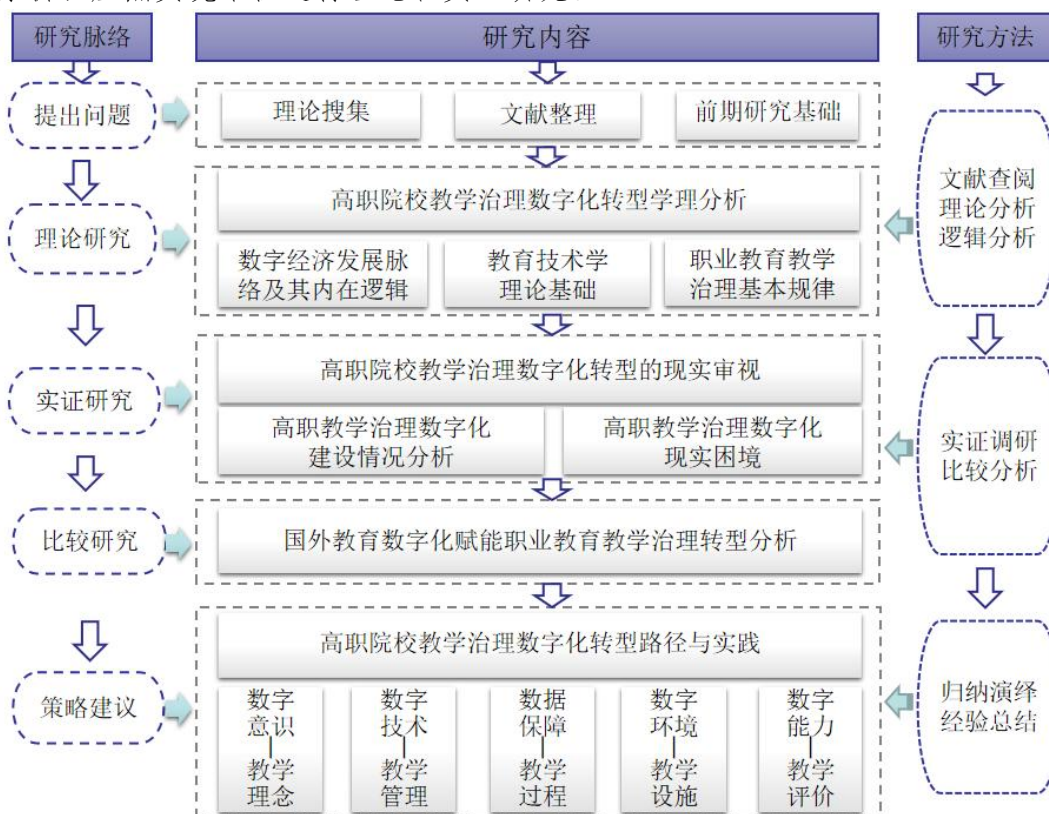 研究脉络
研究内容
研究方法
提出问题
理论搜集
文献整理
前期研究基础
理论研究
高职院校教学治理数字化转型学理分析
数字经济发展脉
络及其内在逻辑
教育技术学
理论基础
职业教育教学
治理基本规律
文献查阅
理论分析
逻辑分析
实证研究
高职院校教学治理数字化转型的现实审视
高职教学治理数字化
建设情况分析
高职教学治理数字化
现实困境
实证调研
比较分析
比较研究
国外教育数字化赋能职业教育教学治理转型分析
策略建议
高职院校教学治理数字化转型路径与实践
数字
意识
教学
理念
数字
技术
教学
管理
数据
保障
教学
过程
数字
环境
教学
设施
数字
能力
教学
评价
归纳演绎
经验总结